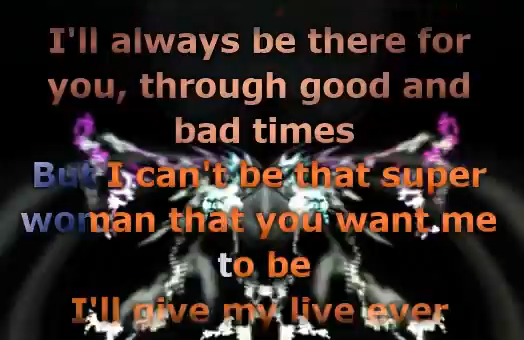 I'll always be there for
you, through good and
bad times
But I can't be that super
woman that you want me
to be
I'll give my live ever